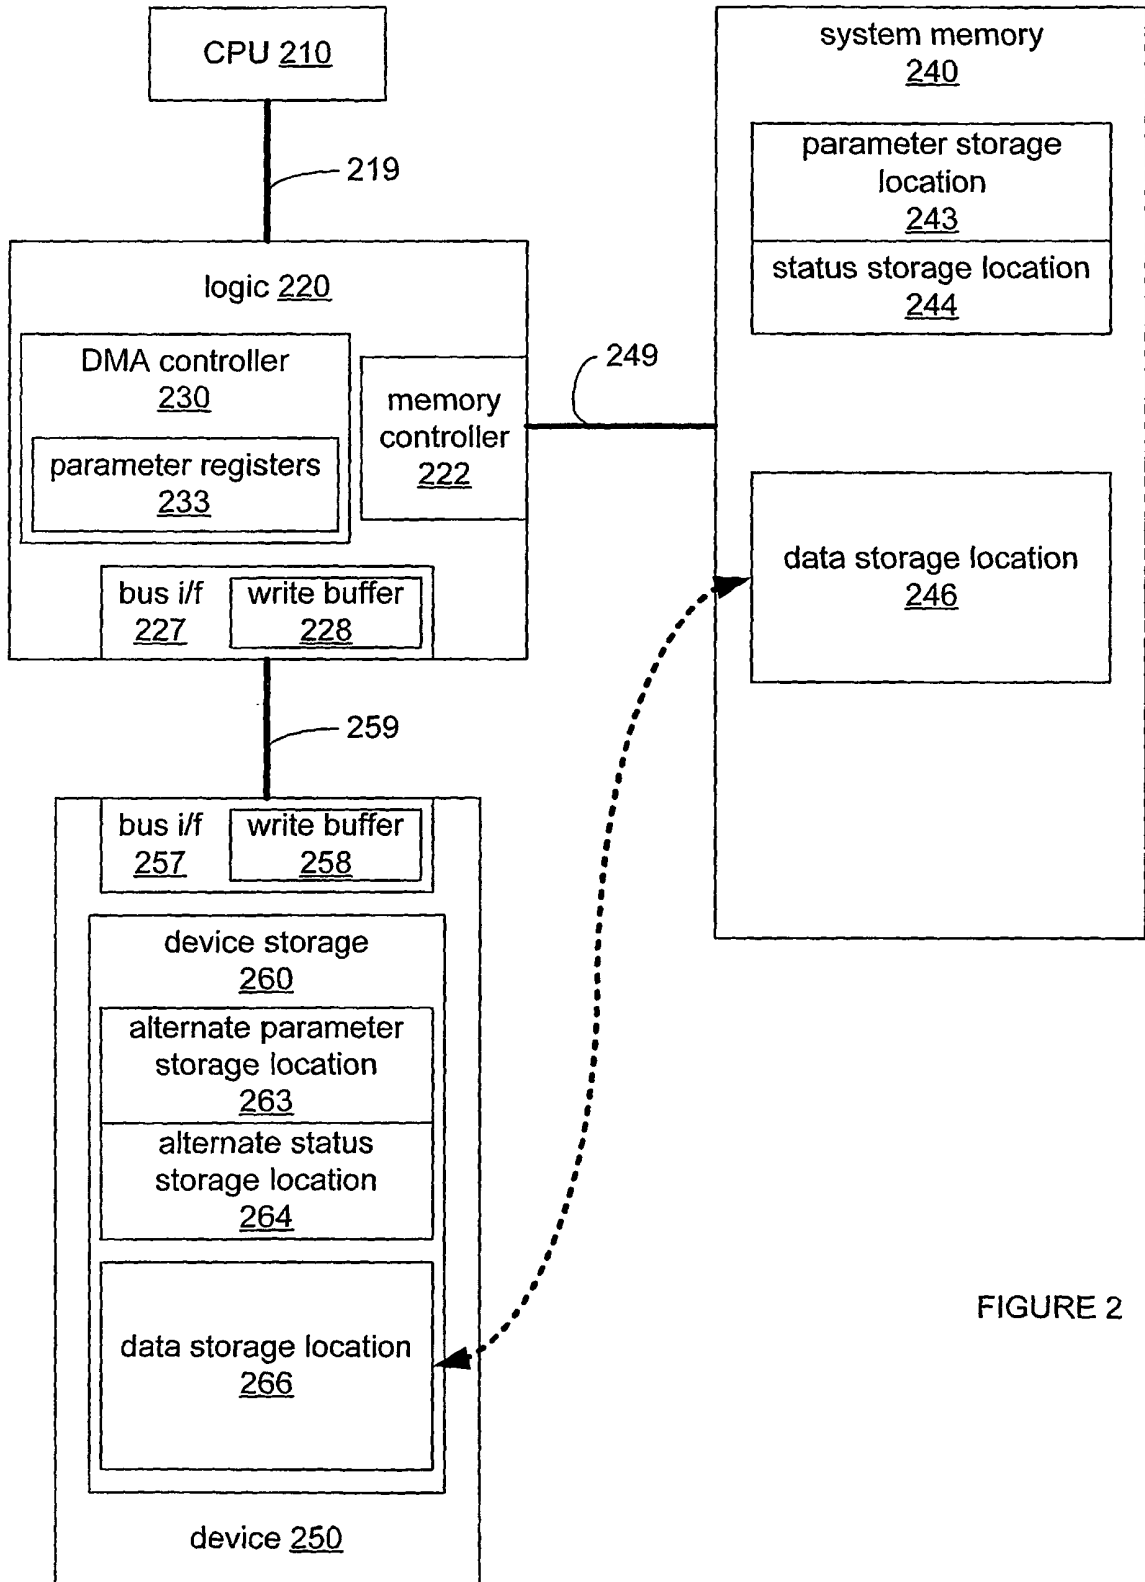 CPU 210
219
logic 220
DMA controller
230
parameter registers
233
memory
controller
222
bus i/f
227
write buffer
228
249
system memory
240
parameter storage
location
243
status storage location
244
data storage location
246
259
bus i/f
257
write buffer
258
device storage
260
alternate parameter
storage location
263
alternate status
storage location
264
data storage location
266
device 250
FIGURE 2